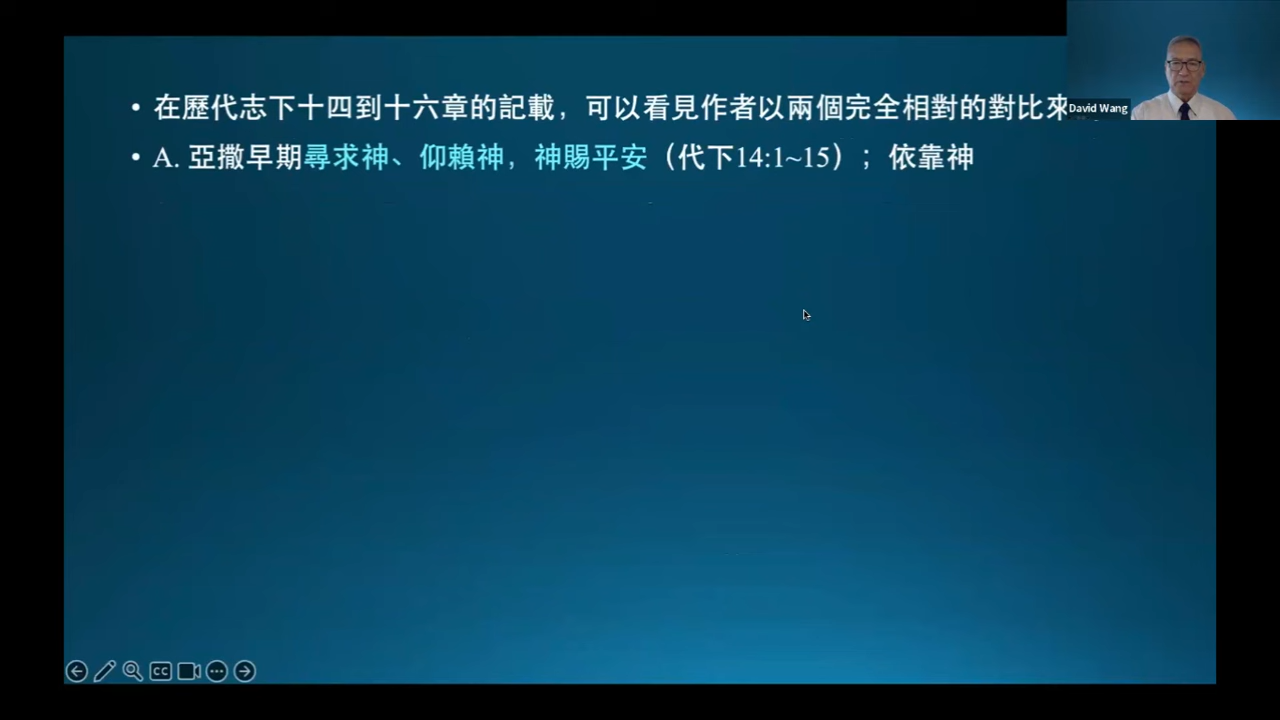 • 在歷代志下十四到十六章的記載，可以看見作者以兩個完全相對的對比來
David Wang
• A. 亞撒早期尋求神、仰賴神，神賜平安（代下14:1~15）；依靠神
CC